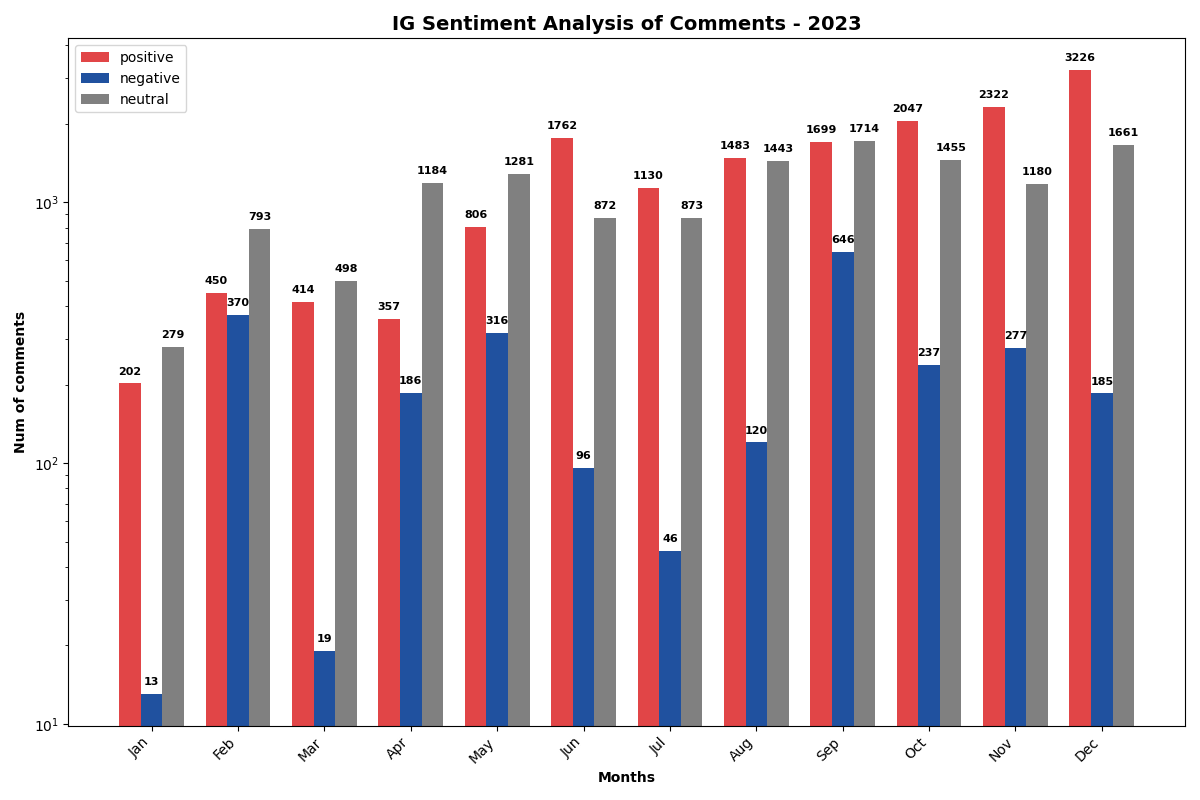 IG Sentiment Analysis of Comments - 2023
positive
negative
neutral
Num of comments
10³
10²
10¹
202
13
279
450
370
793
414
19
498
357
186
1184
806
316
1281
1762
96
872
1130
46
873
1483
120
1443
1699
646
1714
2047
237
1455
2322
277
1180
3226
185
1661
Jan
Feb
Mar
Apr
May
Jun
Jul
Aug
Sep
Oct
Nov
Dec
Months